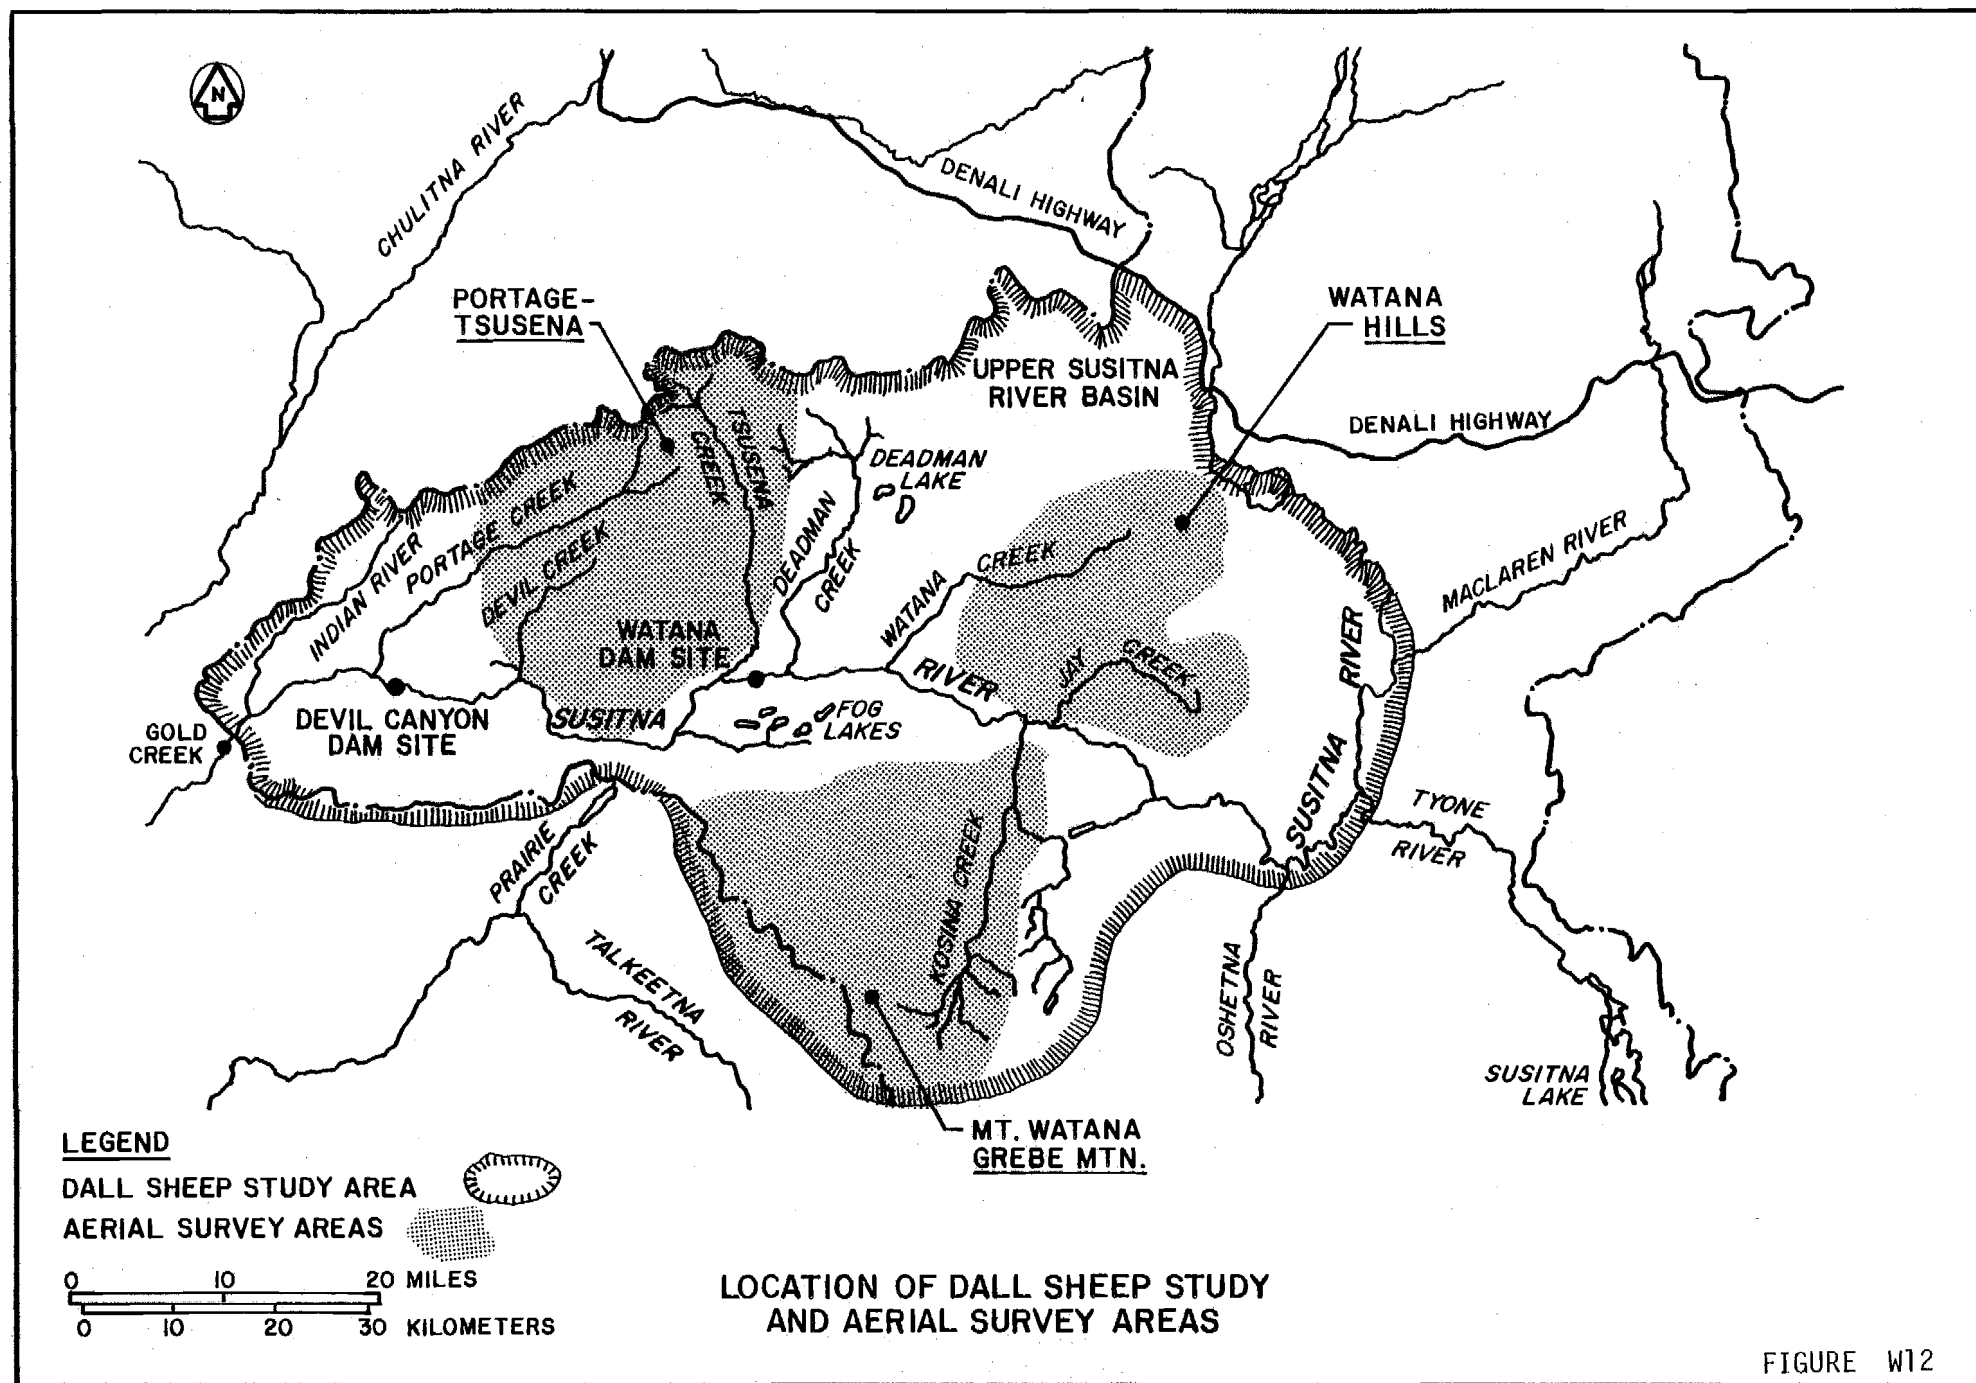 N
CHULITNA RIVER
DENALI HIGHWAY
PORTAGE-
TSUSENA
WATANA
HILLS
UPPER SUSITNA
RIVER BASIN
DENALI HIGHWAY
TSUSENA
CREEK
DEADMAN
LAKE
PORTAGE CREEK
INDIAN RIVER
DEVIL CREEK
DEADMAN
CREEK
WATANA CREEK
MACLAREN RIVER
WATANA
DAM SITE
JAY CREEK
RIVER
SUSITNA
RIVER
SUSITNA
FOG
LAKES
DEVIL CANYON
DAM SITE
GOLD
CREEK
PRAIRIE
CREEK
KOSINA CREEK
TYONE
RIVER
TALKEETNA
RIVER
OSHETNA
RIVER
SUSITNA
LAKE
MT. WATANA
GREBE MTN.
LEGEND
DALL SHEEP STUDY AREA
AERIAL SURVEY AREAS
0 10 20 MILES
0 10 20 30 KILOMETERS
LOCATION OF DALL SHEEP STUDY
AND AERIAL SURVEY AREAS
FIGURE W12